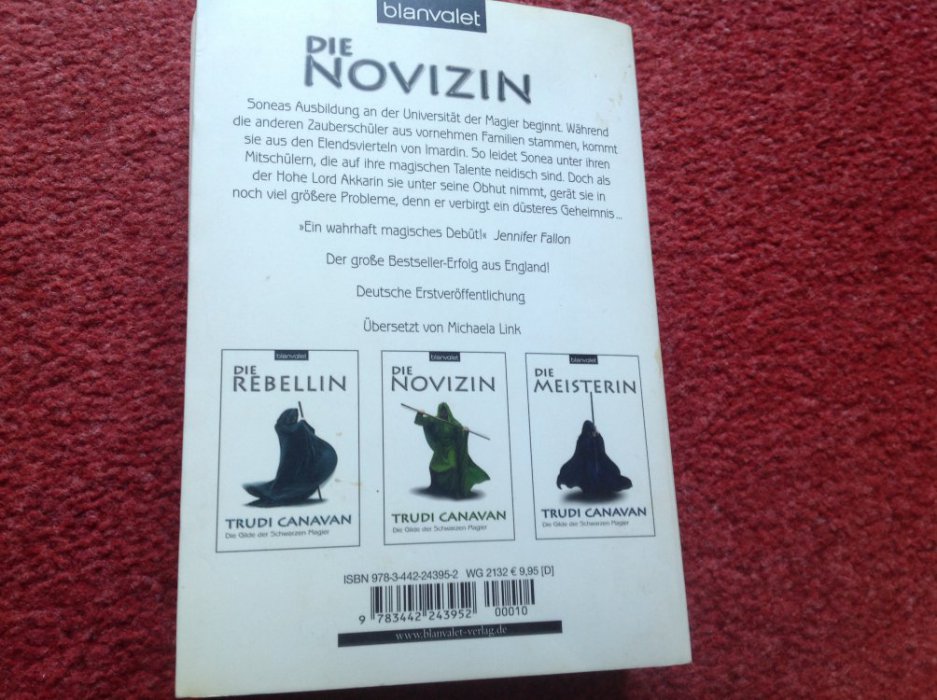 blanvalet
DIE
NOVIZIN
Soneas Ausbildung an der Universität der Magier beginnt. Während
die anderen Zauberschüler aus vornehmen Familien stammen, kommt
sie aus den Elendsvierteln von Imardin. So leidet Sonea unter ihren
Mitschülern, die auf ihre magischen Talente neidisch sind. Doch als
der Hohe Lord Akkarin sie unter seine Obhut nimmt, gerät sie in
noch viel größere Probleme, denn er verbirgt ein düsteres Geheimnis ...
»Ein wahrhaft magisches Debüt!« Jennifer Fallon
Der große Bestseller-Erfolg aus England!
Deutsche Erstveröffentlichung
Übersetzt von Michaela Link
blanvalet
DIE
REBELLIN
TRUDI CANAVAN
Die Gilde der Schwarzen Magier
blanvalet
DIE
NOVIZIN
TRUDI CANAVAN
Die Gilde der Schwarzen Magier
blanvalet
DIE
MEISTERIN
TRUDI CANAVAN
Die Gilde der Schwarzen Magier
ISBN 978-3-442-24395-2 WG 2132 € 9,95 [D]
9 783442 243952 00010
www.blanvalet-verlag.de